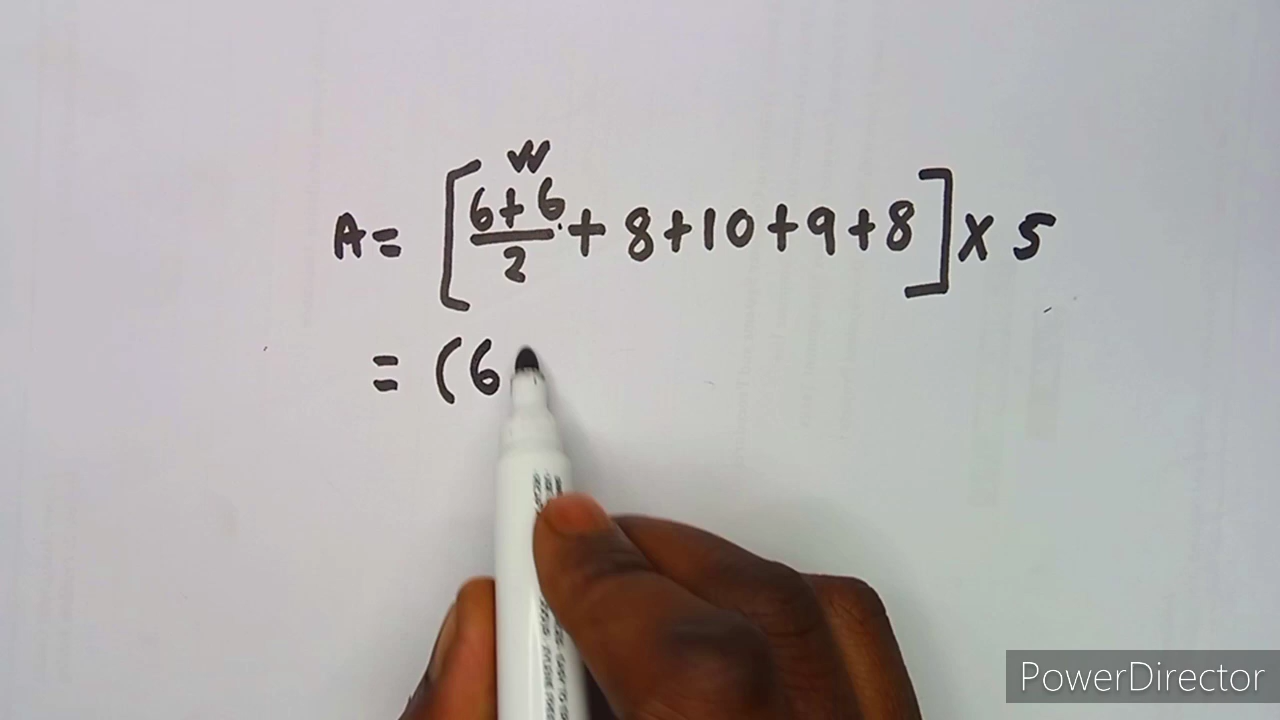 A = [6+6/2 + 8+10+9+8] x 5
= (6
PowerDirector